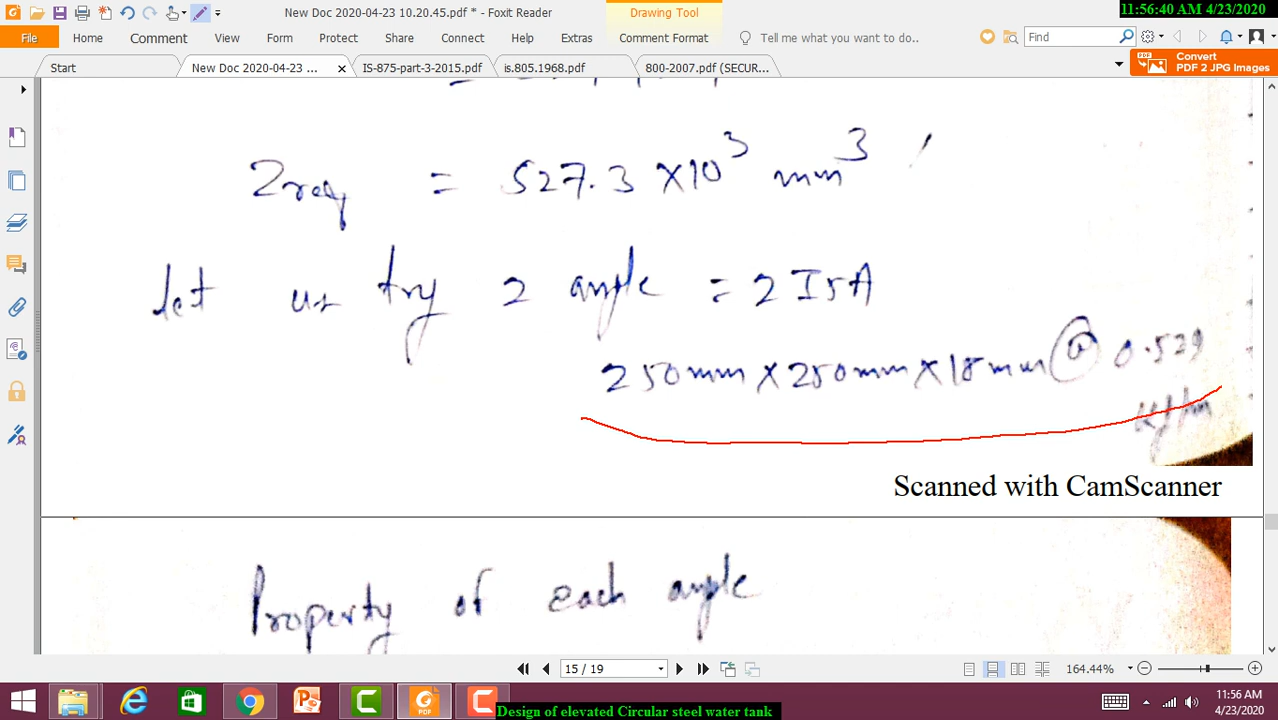 New Doc 2020-04-23 10.20.45.pdf * - Foxit Reader
Drawing Tool
11:56:40 AM 4/23/2020
File Home Comment View Form Protect Share Connect Help Extras Comment Format Tell me what you want to do.. Find
Convert
PDF 2 JPG Images
Start New Doc 2020-04-23 ... IS-875-part-3-2015.pdf is.805.1968.pdf 800-2007.pdf (SECUR...
Zreq = 527.3 ×10³ mm³
let us try 2 angle = 2 ISA
250mm × 250mm × 18mm @ 0.529
Scanned with CamScanner
Property of each angle
15 / 19
164.44%
PDF
Design of elevated Circular steel water tank
11:56 AM
4/23/2020